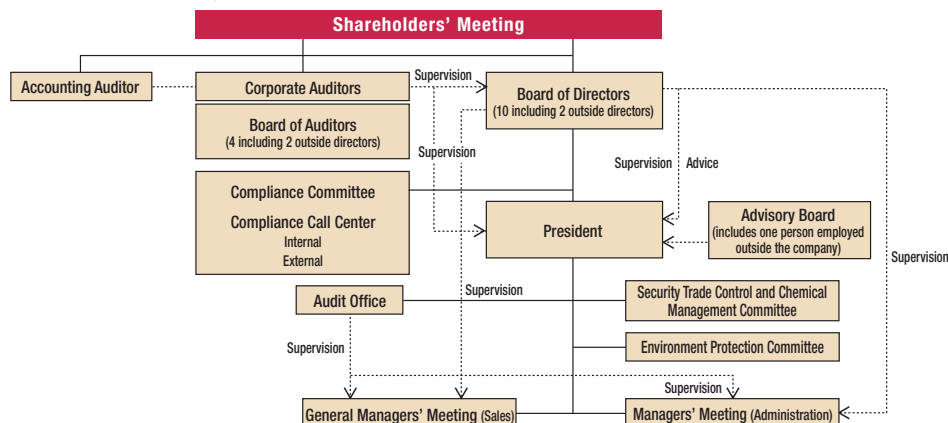 Shareholders' Meeting
Accounting Auditor
Corporate Auditors
Supervision
Board of Directors
(10 including 2 outside directors)
Board of Auditors
(4 including 2 outside directors)
Supervision
Supervision
Advice
Compliance Committee
Compliance Call Center
Internal
External
President
Advisory Board
(includes one person employed
outside the company)
Supervision
Audit Office
Supervision
Security Trade Control and Chemical
Management Committee
Supervision
Environment Protection Committee
Supervision
General Managers' Meeting (Sales)
Managers' Meeting (Administration)